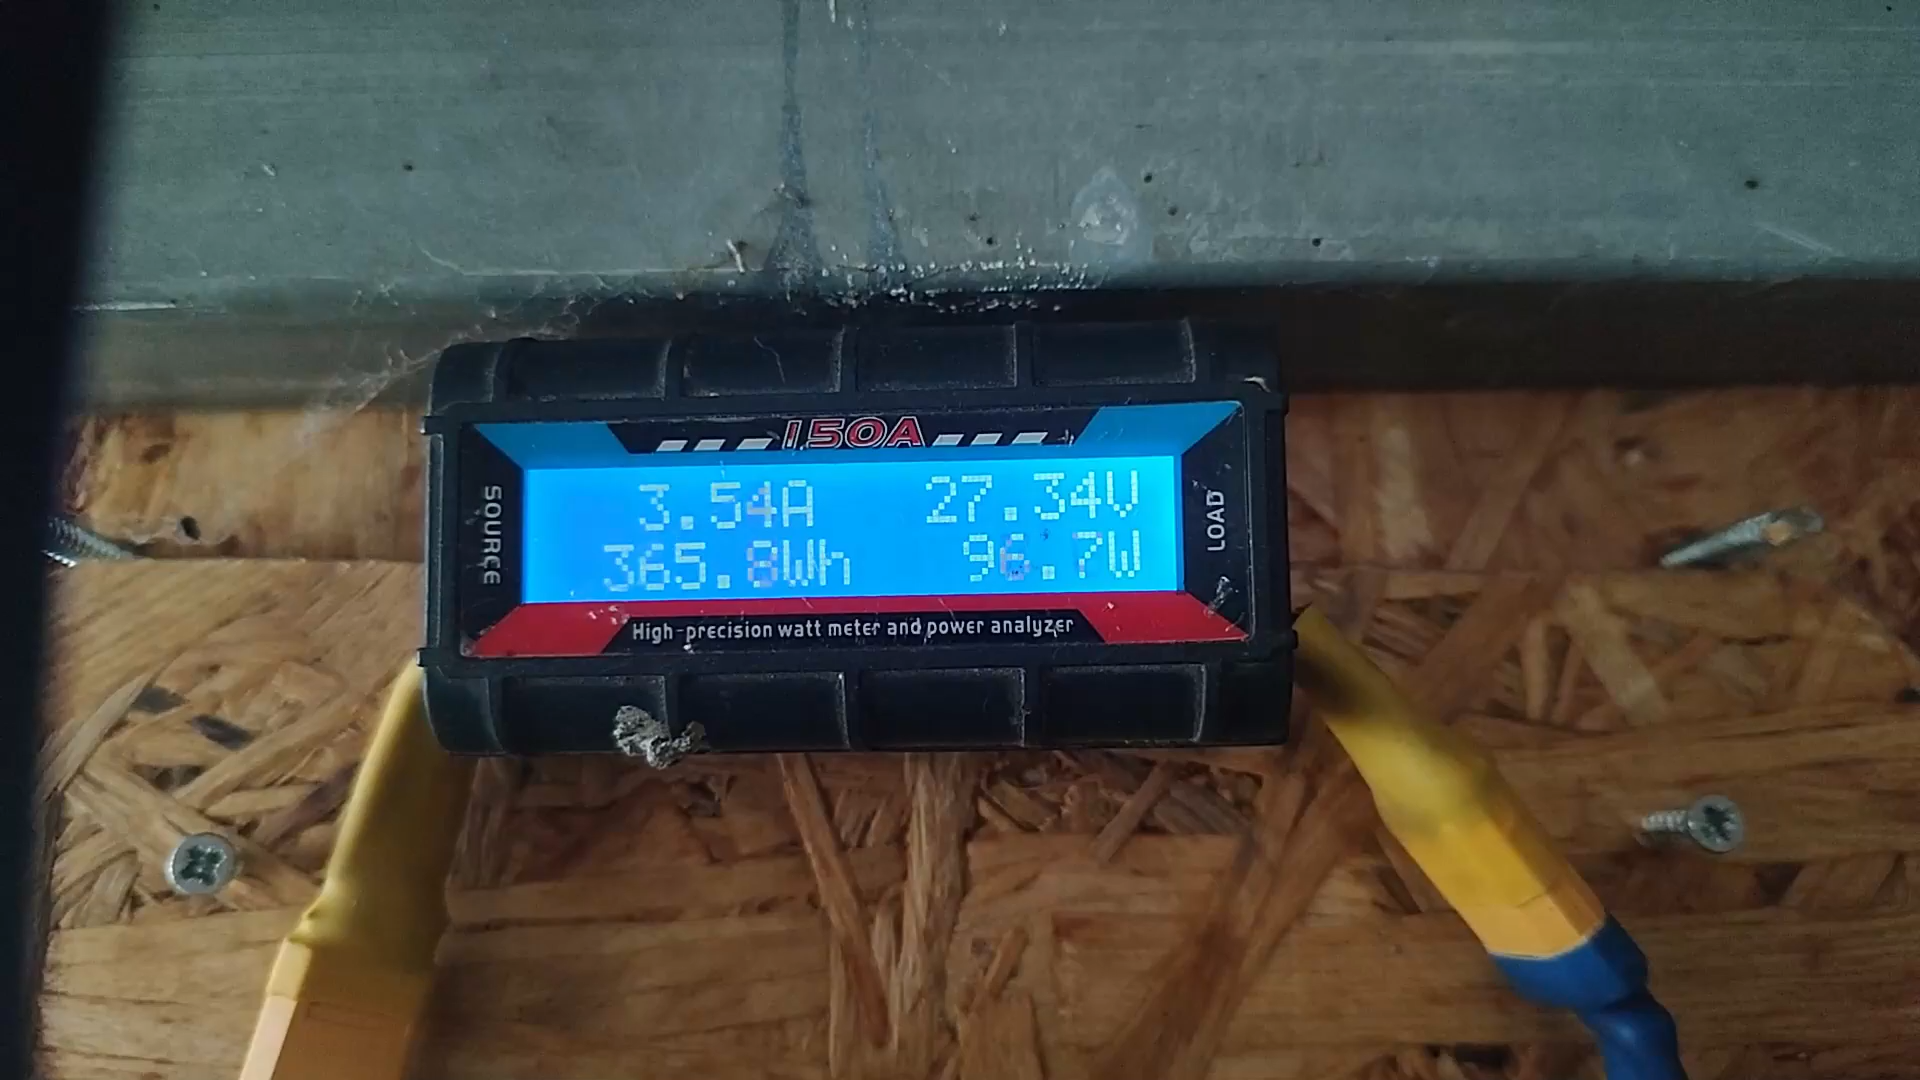 150A
SOURCE
3.54A 27.34V
365.8Wh 96.7W
LOAD
High-precision watt meter and power analyzer